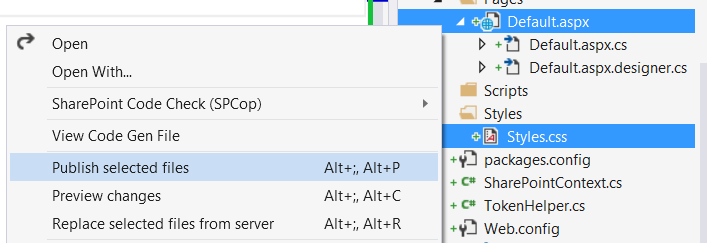 Pages
Default.aspx
Default.aspx.cs
Default.aspx.designer.cs
Scripts
Styles
Styles.css
packages.config
SharePointContext.cs
TokenHelper.cs
Web.config
Open
Open With...
SharePoint Code Check (SPCop)
View Code Gen File
Publish selected files Alt+;, Alt+P
Preview changes Alt+;, Alt+C
Replace selected files from server Alt+;, Alt+R